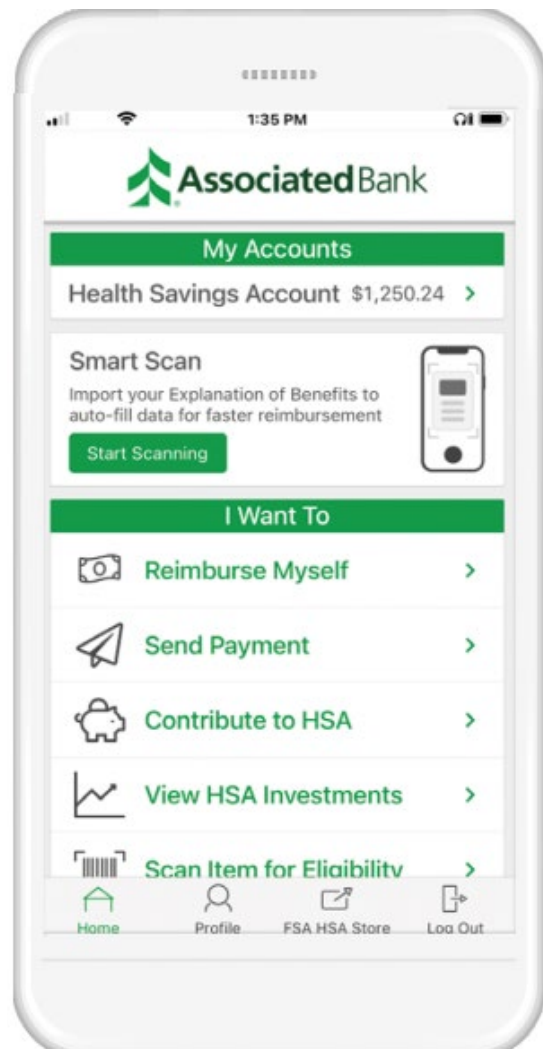 1:35 PM
Associated Bank
My Accounts
Health Savings Account $1,250.24
Smart Scan
Import your Explanation of Benefits to
auto-fill data for faster reimbursement
Start Scanning
I Want To
Reimburse Myself
Send Payment
Contribute to HSA
View HSA Investments
Scan Item for Eligibility
Home Profile FSA HSA Store Log Out